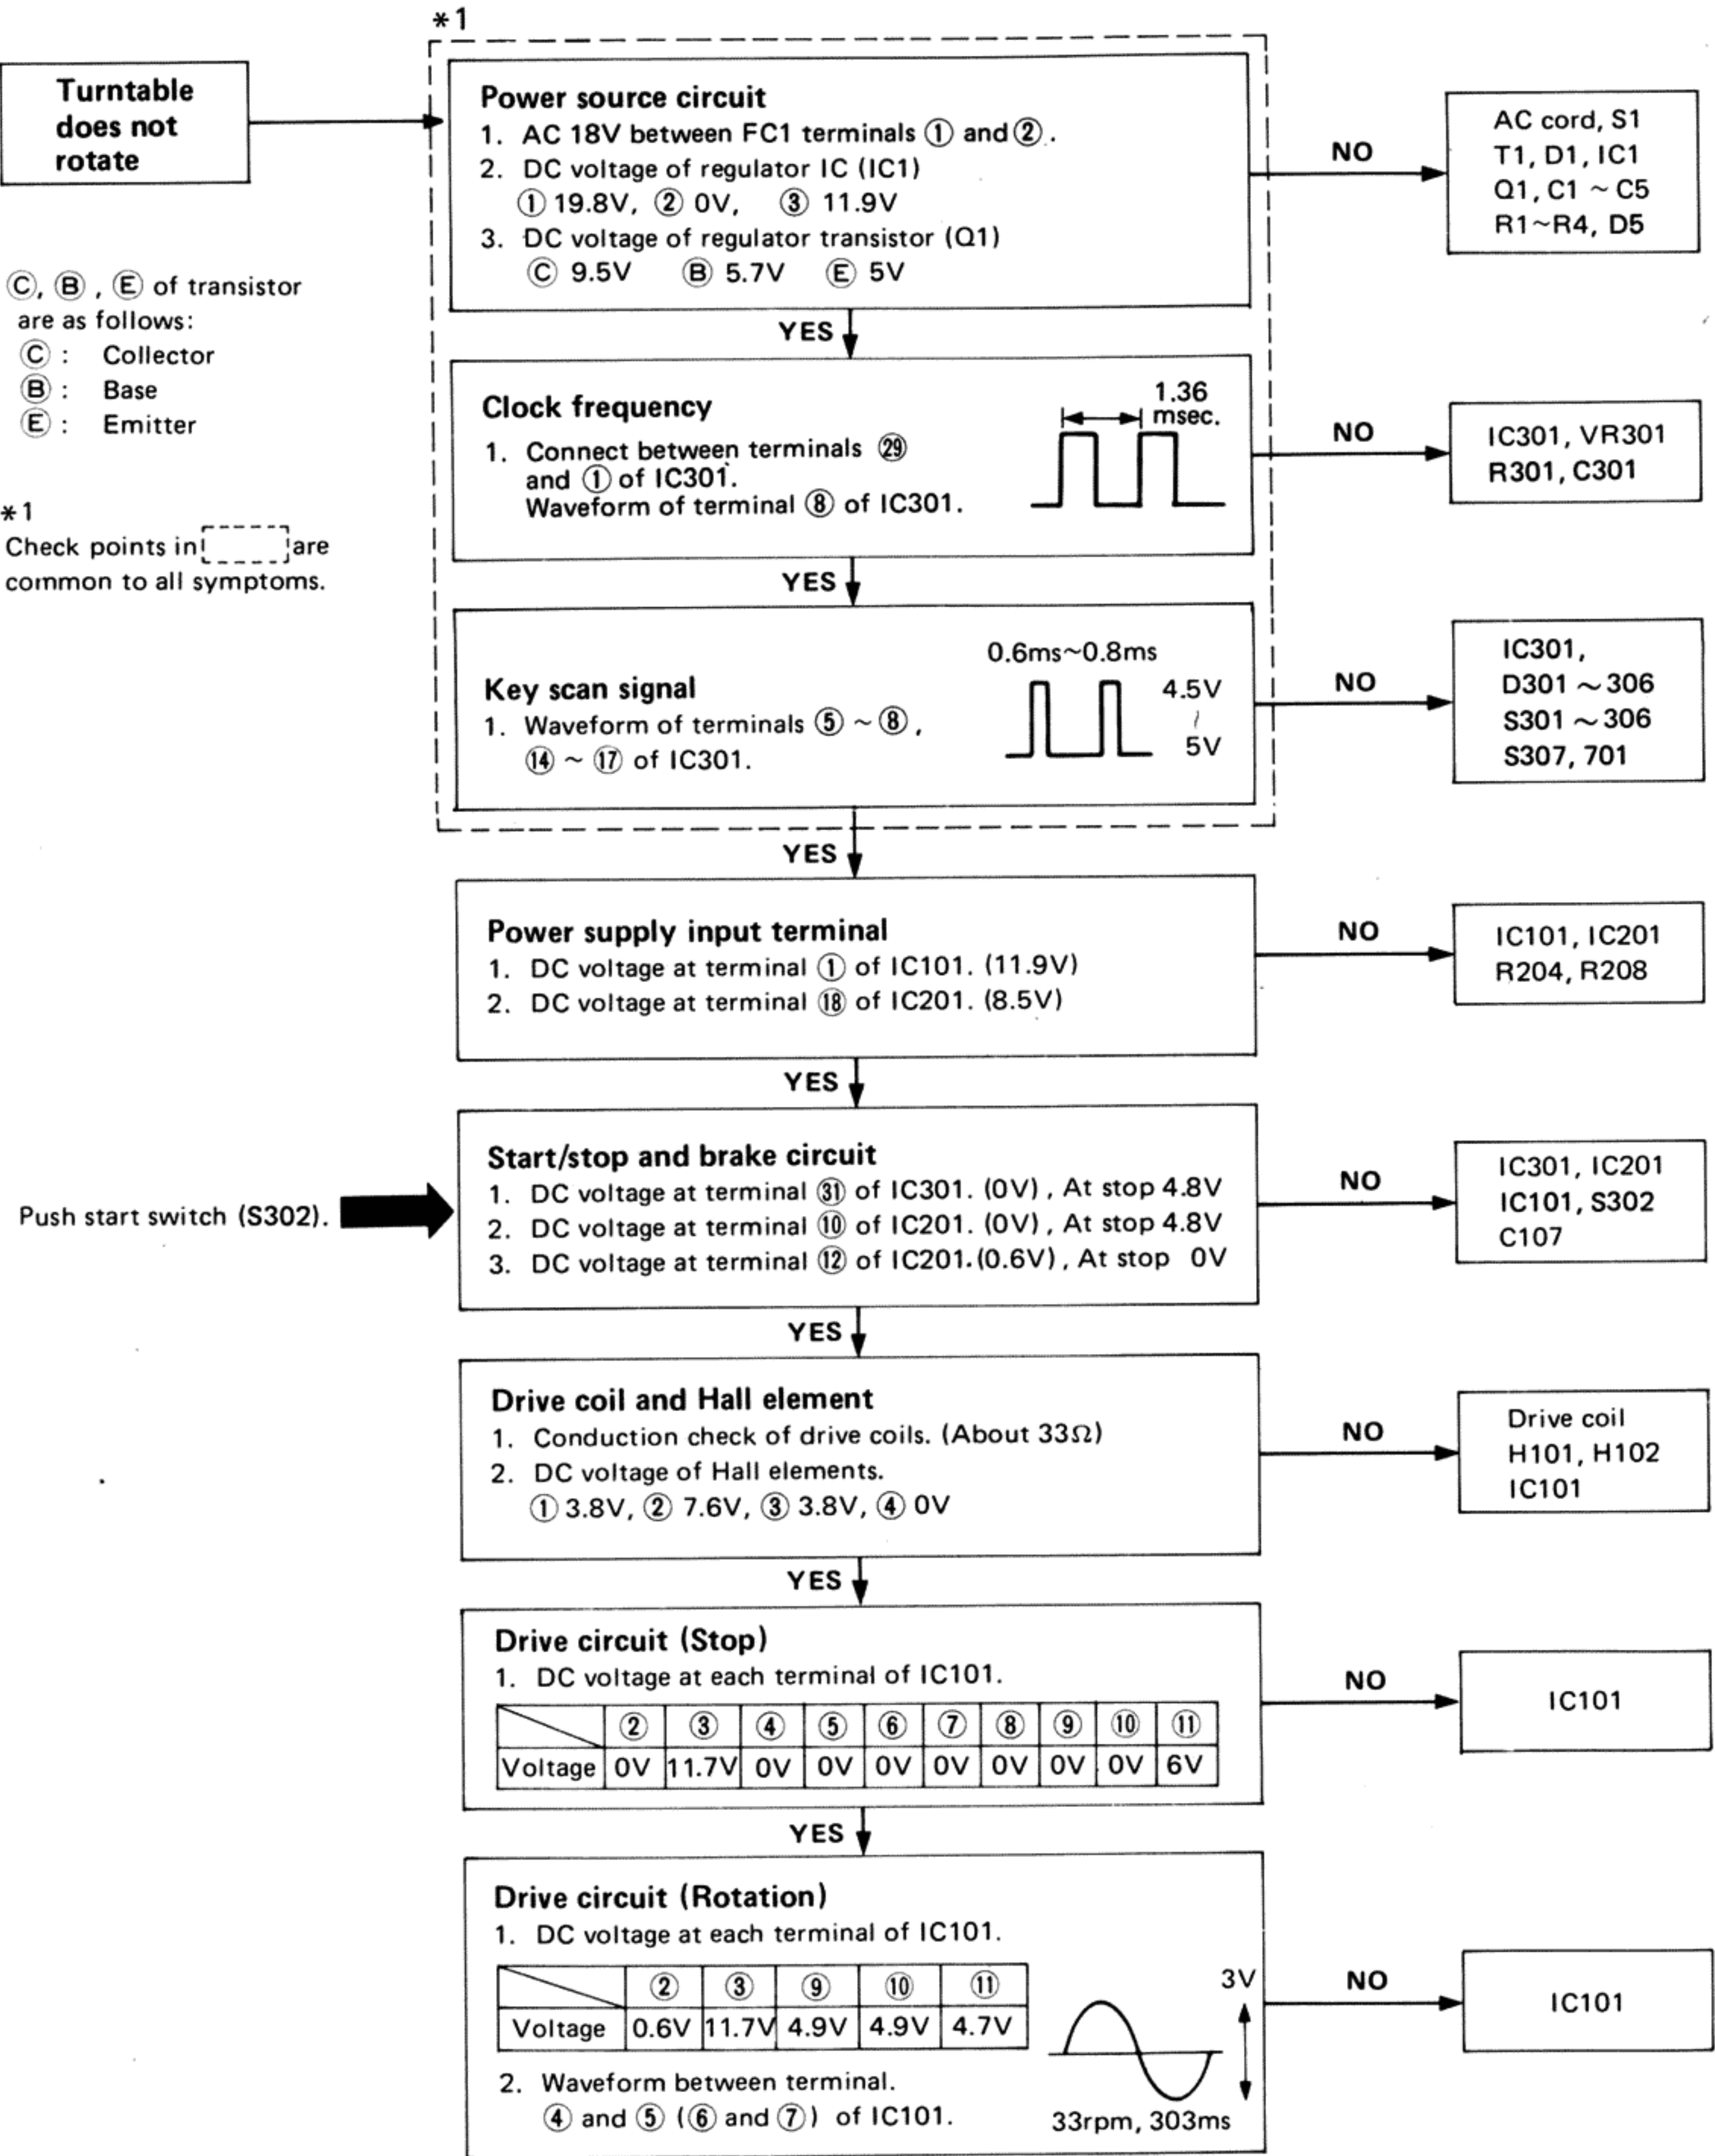 *1
Turntable
does not
rotate
Power source circuit
1. AC 18V between FC1 terminals ① and ②.
2. DC voltage of regulator IC (IC1)
① 19.8V, ② 0V, ③ 11.9V
3. DC voltage of regulator transistor (Q1)
Ⓒ 9.5V Ⓑ 5.7V Ⓔ 5V
NO
AC cord, S1
T1, D1, IC1
Q1, C1 ~ C5
R1~R4, D5
Ⓒ, Ⓑ, Ⓔ of transistor
are as follows:
Ⓒ : Collector
Ⓑ : Base
Ⓔ : Emitter
*1
Check points in are
common to all symptoms.
YES
Clock frequency
1. Connect between terminals ㉙
and ① of IC301.
Waveform of terminal ⑧ of IC301.
1.36
msec.
NO
IC301, VR301
R301, C301
YES
Key scan signal
1. Waveform of terminals ⑤ ~ ⑧,
⑭ ~ ⑰ of IC301.
0.6ms~0.8ms
4.5V
~
5V
NO
IC301,
D301 ~ 306
S301 ~ 306
S307, 701
YES
Power supply input terminal
1. DC voltage at terminal ① of IC101. (11.9V)
2. DC voltage at terminal ⑱ of IC201. (8.5V)
NO
IC101, IC201
R204, R208
YES
Push start switch (S302).
Start/stop and brake circuit
1. DC voltage at terminal ㉛ of IC301. (0V), At stop 4.8V
2. DC voltage at terminal ⑩ of IC201. (0V), At stop 4.8V
3. DC voltage at terminal ⑫ of IC201. (0.6V), At stop 0V
NO
IC301, IC201
IC101, S302
C107
YES
Drive coil and Hall element
1. Conduction check of drive coils. (About 33Ω)
2. DC voltage of Hall elements.
① 3.8V, ② 7.6V, ③ 3.8V, ④ 0V
NO
Drive coil
H101, H102
IC101
YES
Drive circuit (Stop)
1. DC voltage at each terminal of IC101.
② ③ ④ ⑤ ⑥ ⑦ ⑧ ⑨ ⑩ ⑪
Voltage 0V 11.7V 0V 0V 0V 0V 0V 0V 0V 6V
NO
IC101
YES
Drive circuit (Rotation)
1. DC voltage at each terminal of IC101.
② ③ ⑨ ⑩ ⑪
Voltage 0.6V 11.7V 4.9V 4.9V 4.7V
2. Waveform between terminal.
④ and ⑤ (⑥ and ⑦) of IC101.
3V
33rpm, 303ms
NO
IC101